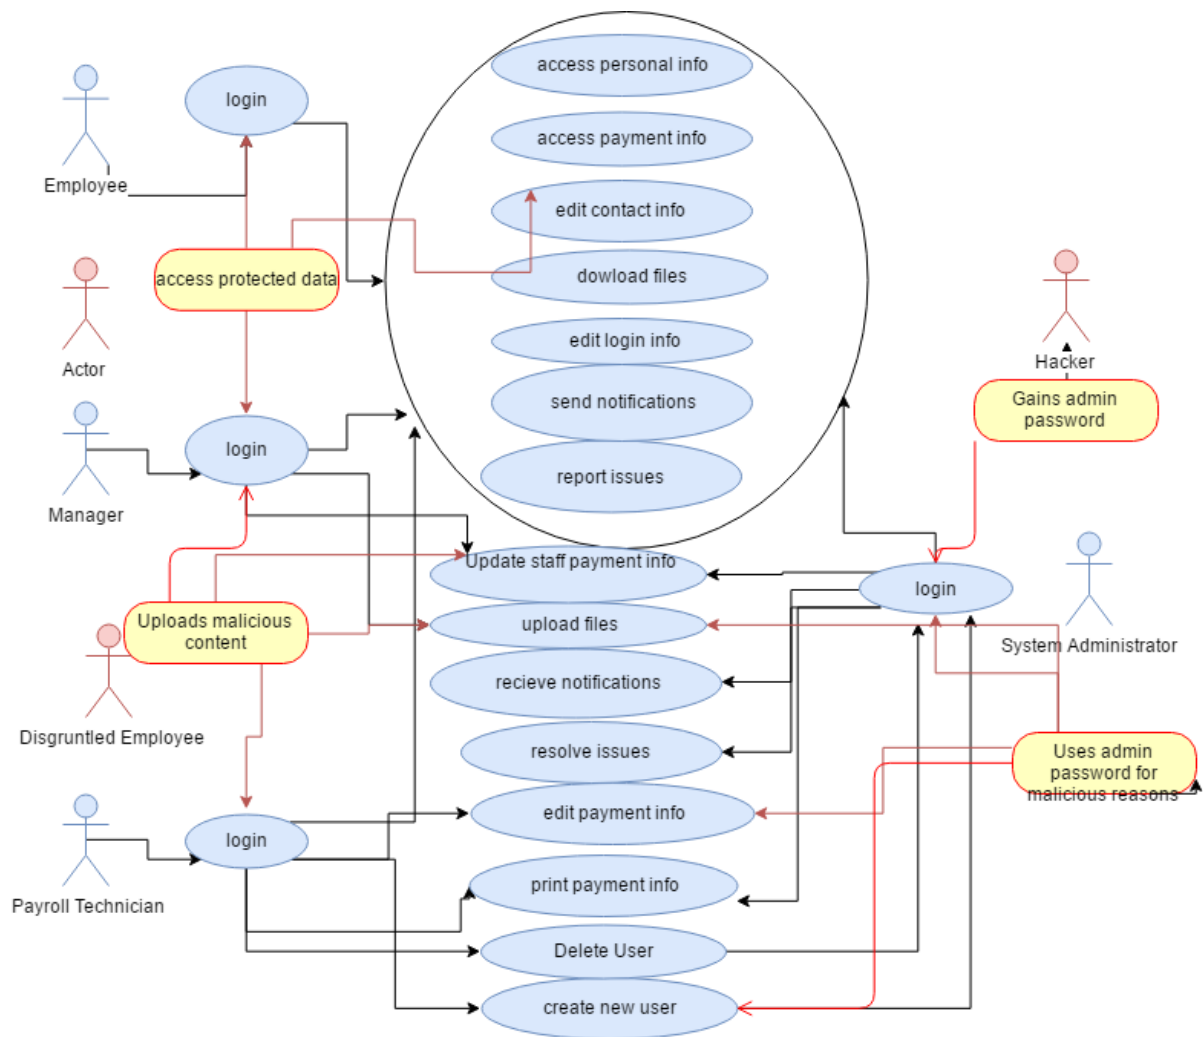 access personal info
login
access payment info
Employee
edit contact info
access protected data
dowload files
Actor
edit login info
Hacker
Gains admin
password
send notifications
login
report issues
Manager
Update staff payment info
login
Uploads malicious
content
upload files
System Administrator
recieve notifications
Disgruntled Employee
resolve issues
Uses admin
password for
malicious reasons
edit payment info
login
print payment info
Payroll Technician
Delete User
create new user